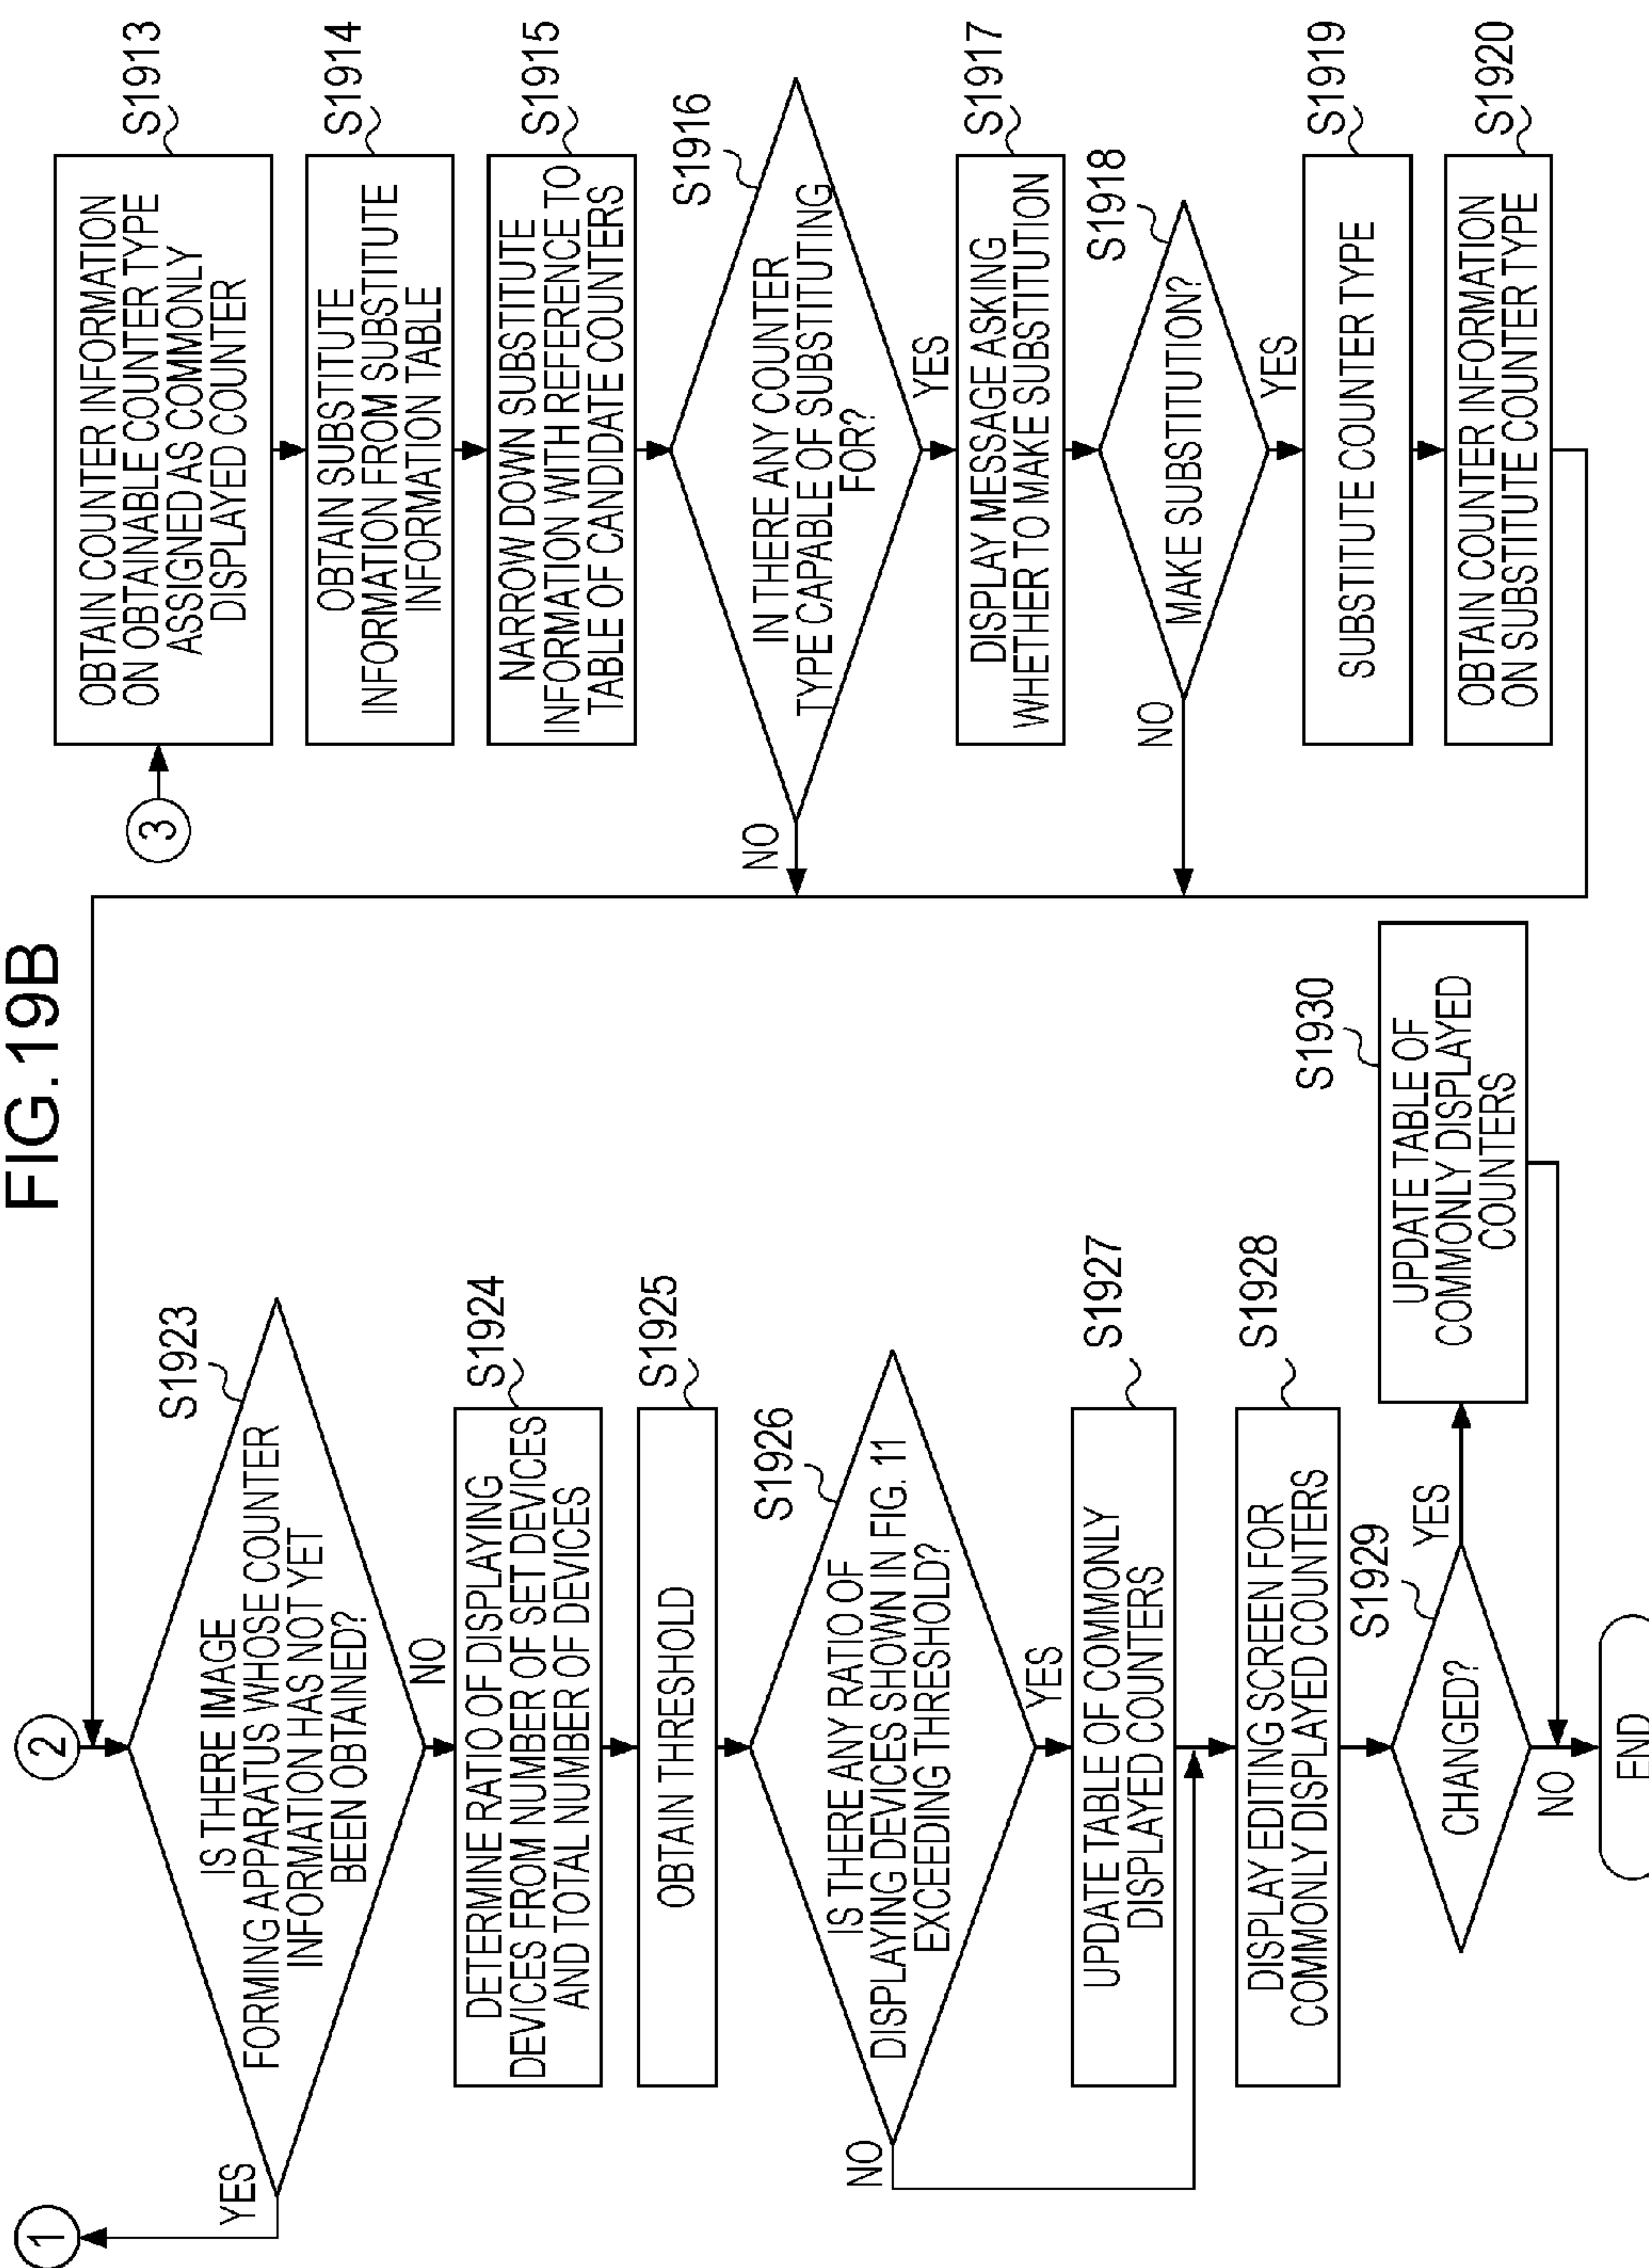 FIG.19B
2
1
IS THERE IMAGE
FORMING APPARATUS WHOSE COUNTER
INFORMATION HAS NOT YET
BEEN OBTAINED?
S1923
YES
NO
DETERMINE RATIO OF DISPLAYING
DEVICES FROM NUMBER OF SET DEVICES
AND TOTAL NUMBER OF DEVICES
S1924
OBTAIN THRESHOLD
S1925
IS THERE ANY RATIO OF
DISPLAYING DEVICES SHOWN IN FIG. 11
EXCEEDING THRESHOLD?
S1926
NO
YES
UPDATE TABLE OF COMMONLY
DISPLAYED COUNTERS
S1927
DISPLAY EDITING SCREEN FOR
COMMONLY DISPLAYED COUNTERS
S1928
CHANGED?
S1929
YES
NO
UPDATE TABLE OF
COMMONLY DISPLAYED
COUNTERS
S1930
END
3
OBTAIN COUNTER INFORMATION
ON OBTAINABLE COUNTER TYPE
ASSIGNED AS COMMONLY
DISPLAYED COUNTER
S1913
OBTAIN SUBSTITUTE
INFORMATION FROM SUBSTITUTE
INFORMATION TABLE
S1914
NARROW DOWN SUBSTITUTE
INFORMATION WITH REFERENCE TO
TABLE OF CANDIDATE COUNTERS
S1915
IN THERE ANY COUNTER
TYPE CAPABLE OF SUBSTITUTING
FOR?
S1916
NO
YES
DISPLAY MESSAGE ASKING
WHETHER TO MAKE SUBSTITUTION
S1917
MAKE SUBSTITUTION?
S1918
NO
YES
SUBSTITUTE COUNTER TYPE
S1919
OBTAIN COUNTER INFORMATION
ON SUBSTITUTE COUNTER TYPE
S1920